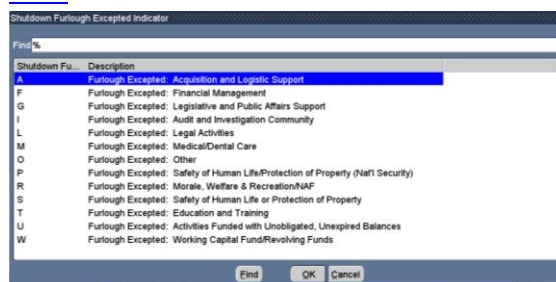 Shutdown Furlough Excepted Indicator
Find %
Shutdown Fu... Description
A Furlough Excepted: Acquisition and Logistic Support
F Furlough Excepted: Financial Management
G Furlough Excepted: Legislative and Public Affairs Support
I Furlough Excepted: Audit and Investigation Community
L Furlough Excepted: Legal Activities
M Furlough Excepted: Medical/Dental Care
O Furlough Excepted: Other
P Furlough Excepted: Safety of Human Life/Protection of Property (Nat'l Security)
R Furlough Excepted: Morale, Welfare & Recreation/NAF
S Furlough Excepted: Safety of Human Life or Protection of Property
T Furlough Excepted: Education and Training
U Furlough Excepted: Activities Funded with Unobligated, Unexpired Balances
W Furlough Excepted: Working Capital Fund/Revolving Funds
Find OK Cancel